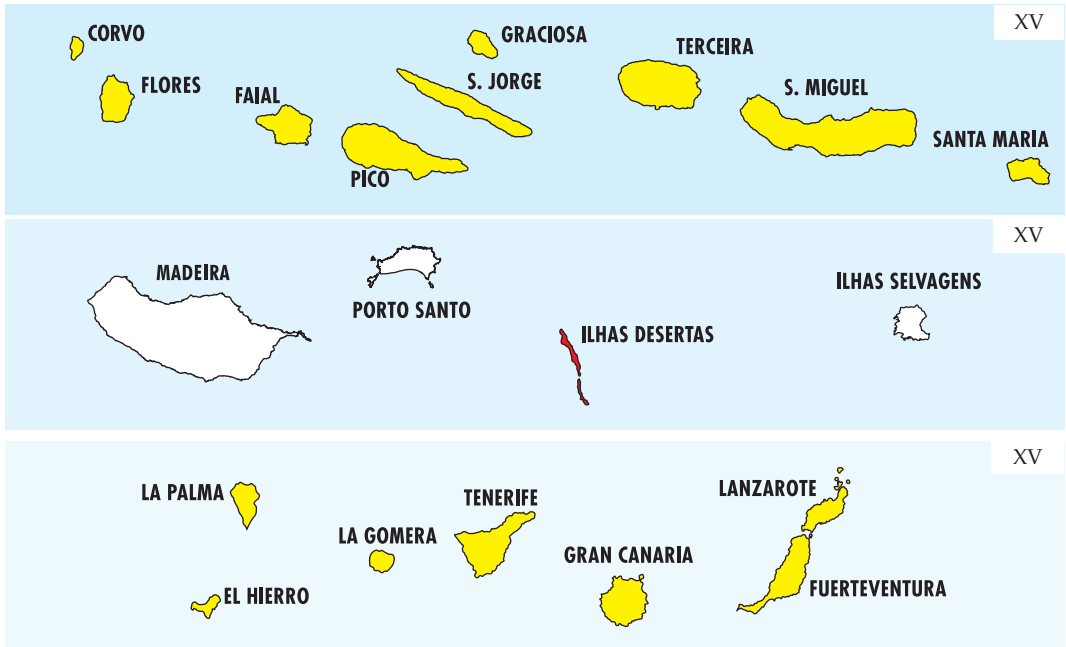 XV
CORVO
GRACIOSA
TERCEIRA
FLORES
S. JORGE
S. MIGUEL
FAIAL
SANTA MARIA
PICO
XV
MADEIRA
ILHAS SELVAGENS
PORTO SANTO
ILHAS DESERTAS
XV
LA PALMA
TENERIFE
LANZAROTE
LA GOMERA
GRAN CANARIA
EL HIERRO
FUERTEVENTURA